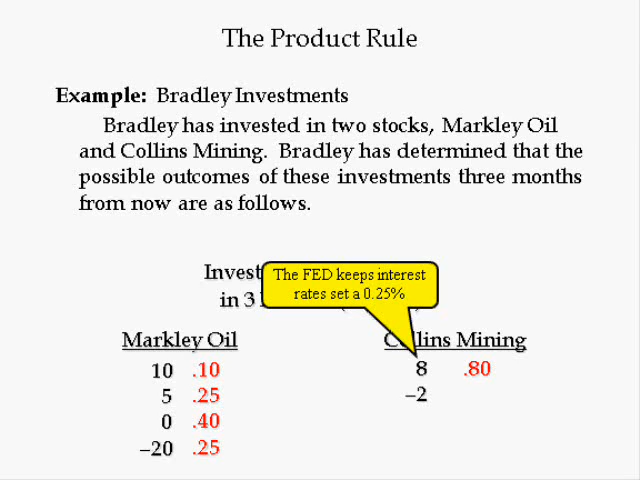 The Product Rule
Example: Bradley Investments
Bradley has invested in two stocks, Markley Oil
and Collins Mining. Bradley has determined that the
possible outcomes of these investments three months
from now are as follows.
The FED keeps interest
rates set a 0.25%
in 3
Markley Oil Mining
10 .10 8 .80
5 .25 –2
0 .40
–20 .25